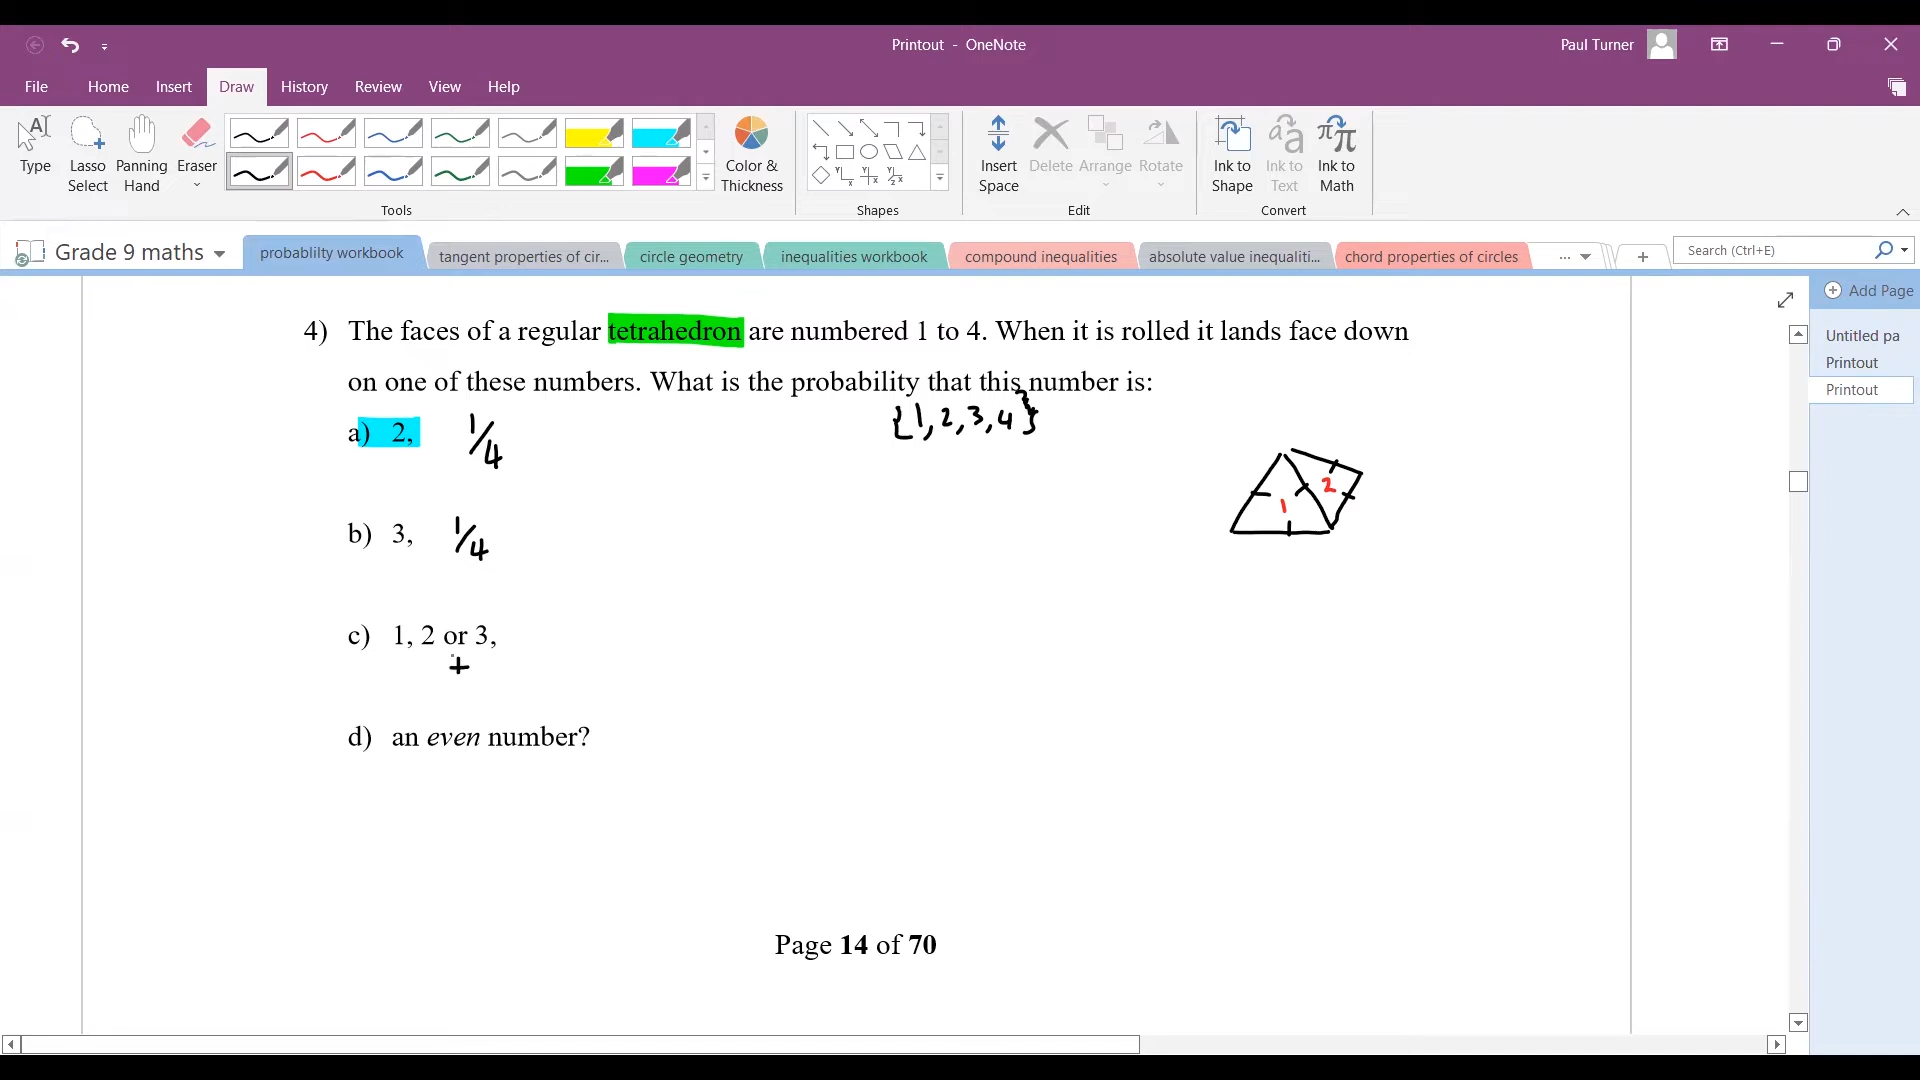 Printout - OneNote
Paul Turner
File Home Insert Draw History Review View Help
Type
Lasso Select
Panning Hand
Eraser
Color & Thickness
Insert Space
Delete
Arrange
Rotate
Ink to Shape
Ink to Text
Ink to Math
Tools
Shapes
Edit
Convert
Grade 9 maths
probablilty workbook
tangent properties of cir...
circle geometry
inequalities workbook
compound inequalities
absolute value inequaliti...
chord properties of circles
...
Search (Ctrl+E)
Add Page
Untitled pa
Printout
Printout
4) The faces of a regular tetrahedron are numbered 1 to 4. When it is rolled it lands face down
on one of these numbers. What is the probability that this number is:
{1,2,3,4}
a) 2, 1/4
1 2
b) 3, 1/4
c) 1, 2 or 3,
+
d) an even number?
Page 14 of 70